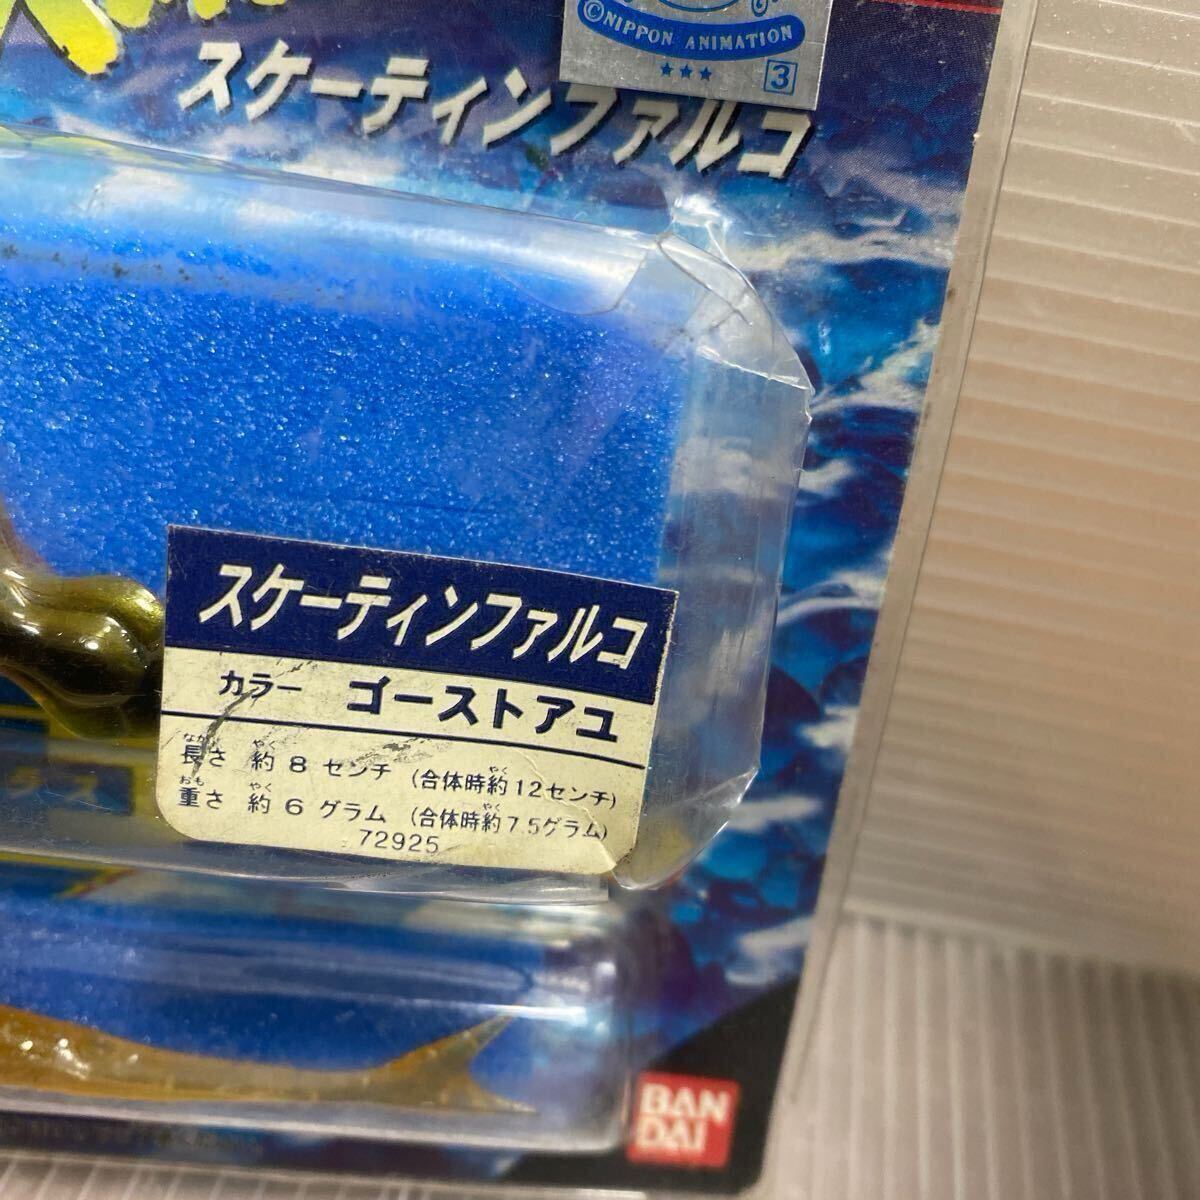 ©NIPPON ANIMATION
★★★ 3
スケーティンファルコ
スケーティンファルコ
カラー ゴーストアユ
長さ 約8センチ (合体時約12センチ)
重さ 約6グラム (合体時約7.5グラム)
72925
BAN
DAI